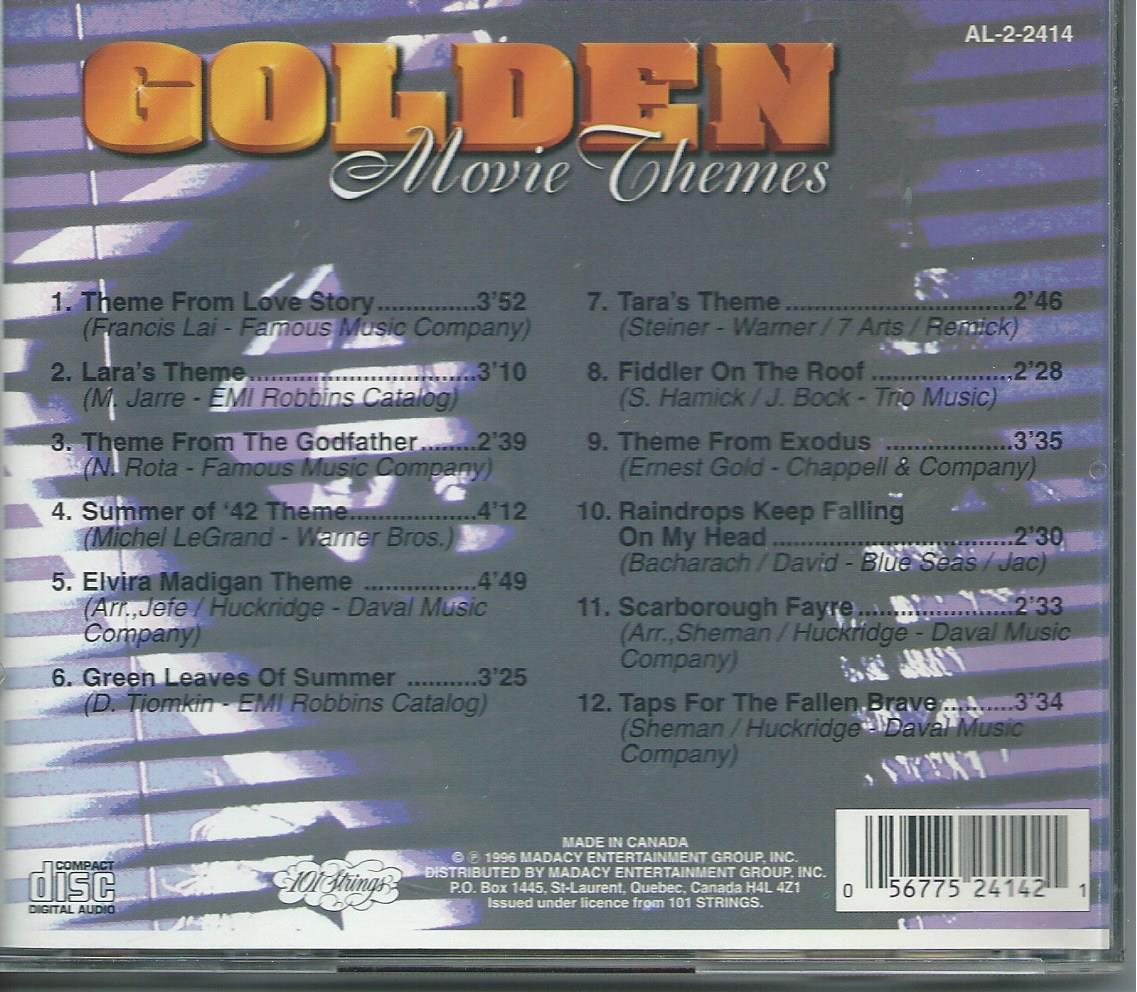 AL-2-2414
GOLDEN
Movie Themes
1. Theme From Love Story.............3'52
(Francis Lai - Famous Music Company)
2. Lara's Theme................................3'10
(M. Jarre - EMI Robbins Catalog)
3. Theme From The Godfather........2'39
(N. Rota - Famous Music Company)
4. Summer of '42 Theme..................4'12
(Michel LeGrand - Warner Bros.)
5. Elvira Madigan Theme ................4'49
(Arr.,Jefe / Huckridge - Daval Music
Company)
6. Green Leaves Of Summer ..........3'25
(D. Tiomkin - EMI Robbins Catalog)
7. Tara's Theme ................................2'46
(Steiner - Warner / 7 Arts / Remick)
8. Fiddler On The Roof ....................2'28
(S. Hamick / J. Bock - Trio Music)
9. Theme From Exodus ..................3'35
(Ernest Gold - Chappell & Company)
10. Raindrops Keep Falling
On My Head ..................................2'30
(Bacharach / David - Blue Seas / Jac)
11. Scarborough Fayre......................2'33
(Arr.,Sheman / Huckridge - Daval Music
Company)
12. Taps For The Fallen Brave..........3'34
(Sheman / Huckridge - Daval Music
Company)
COMPACT
disc
DIGITAL AUDIO
101 Strings
MADE IN CANADA
© ℗ 1996 MADACY ENTERTAINMENT GROUP, INC.
DISTRIBUTED BY MADACY ENTERTAINMENT GROUP, INC.
P.O. Box 1445, St-Laurent, Quebec, Canada H4L 4Z1
Issued under licence from 101 STRINGS.
0 56775 24142 1